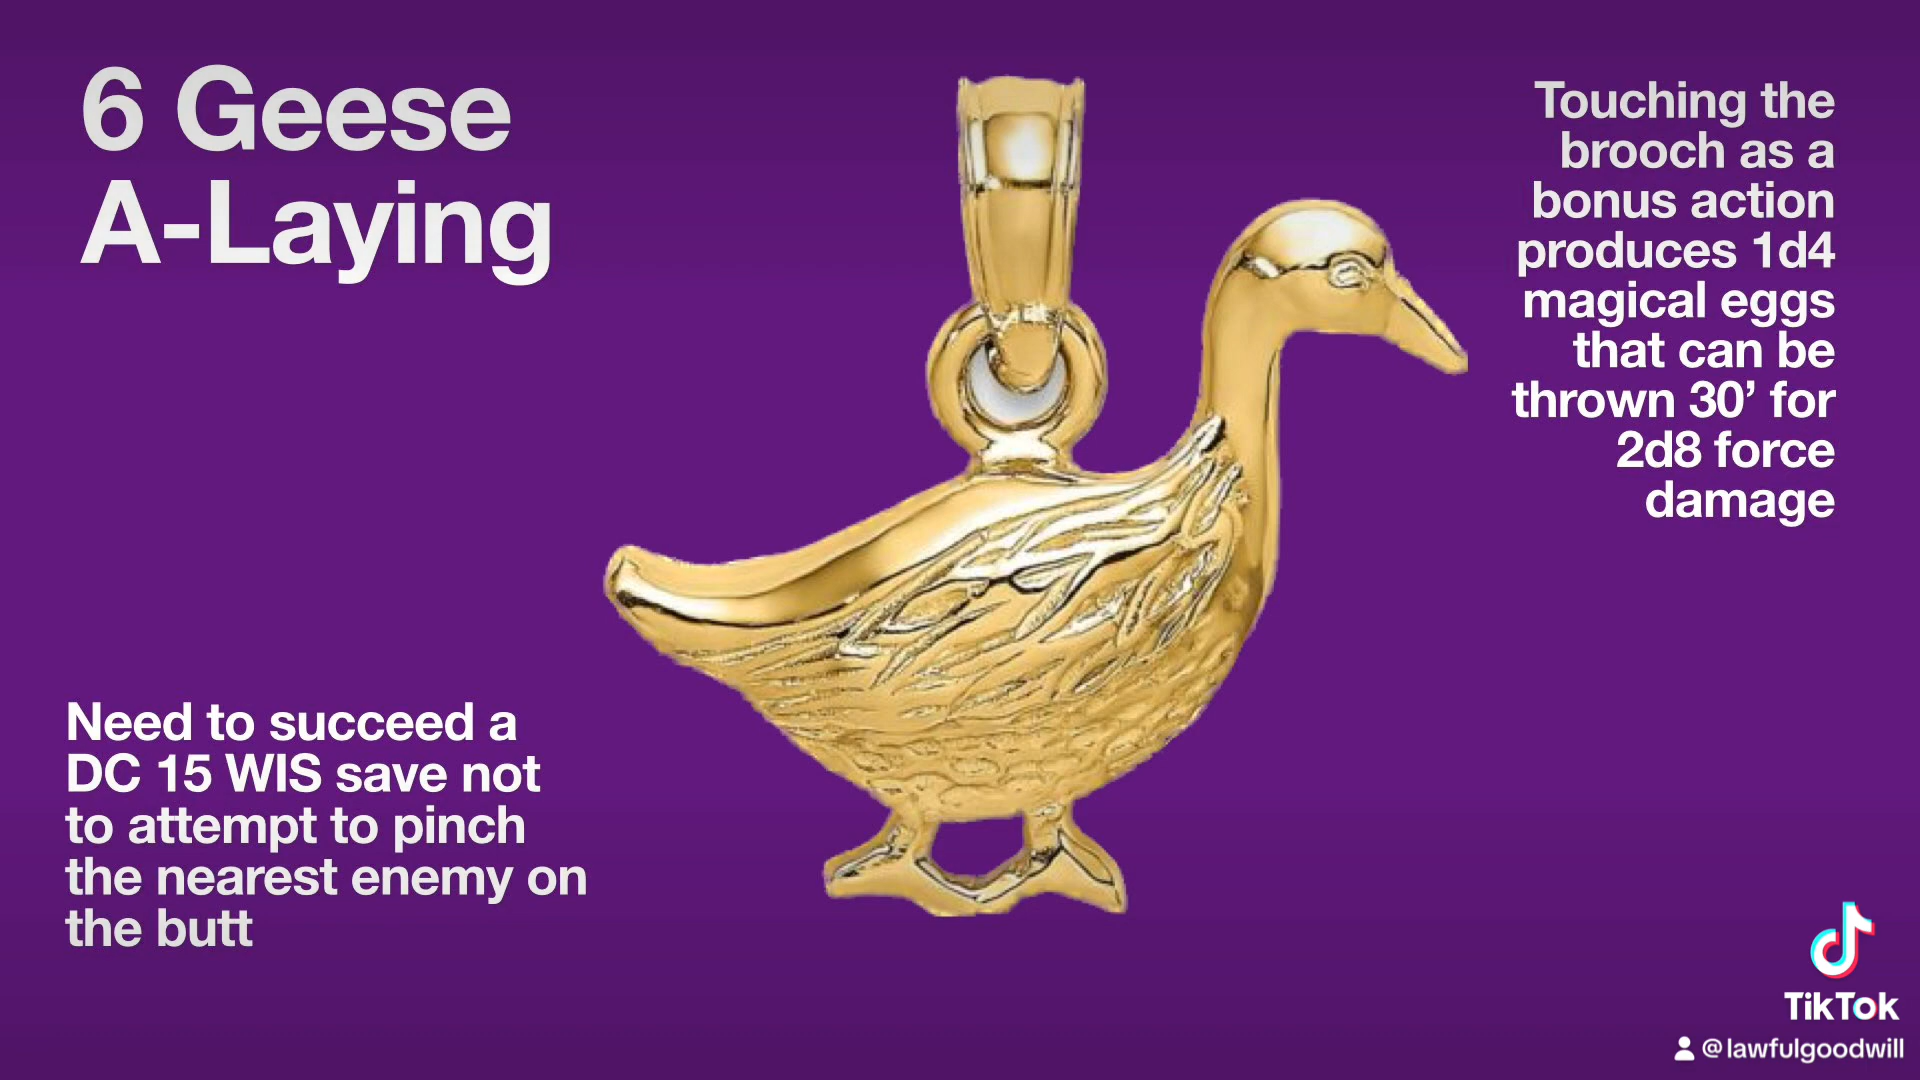 6 Geese
A-Laying
Touching the
brooch as a
bonus action
produces 1d4
magical eggs
that can be
thrown 30’ for
2d8 force
damage
Need to succeed a
DC 15 WIS save not
to attempt to pinch
the nearest enemy on
the butt
TikTok
@lawfulgoodwill